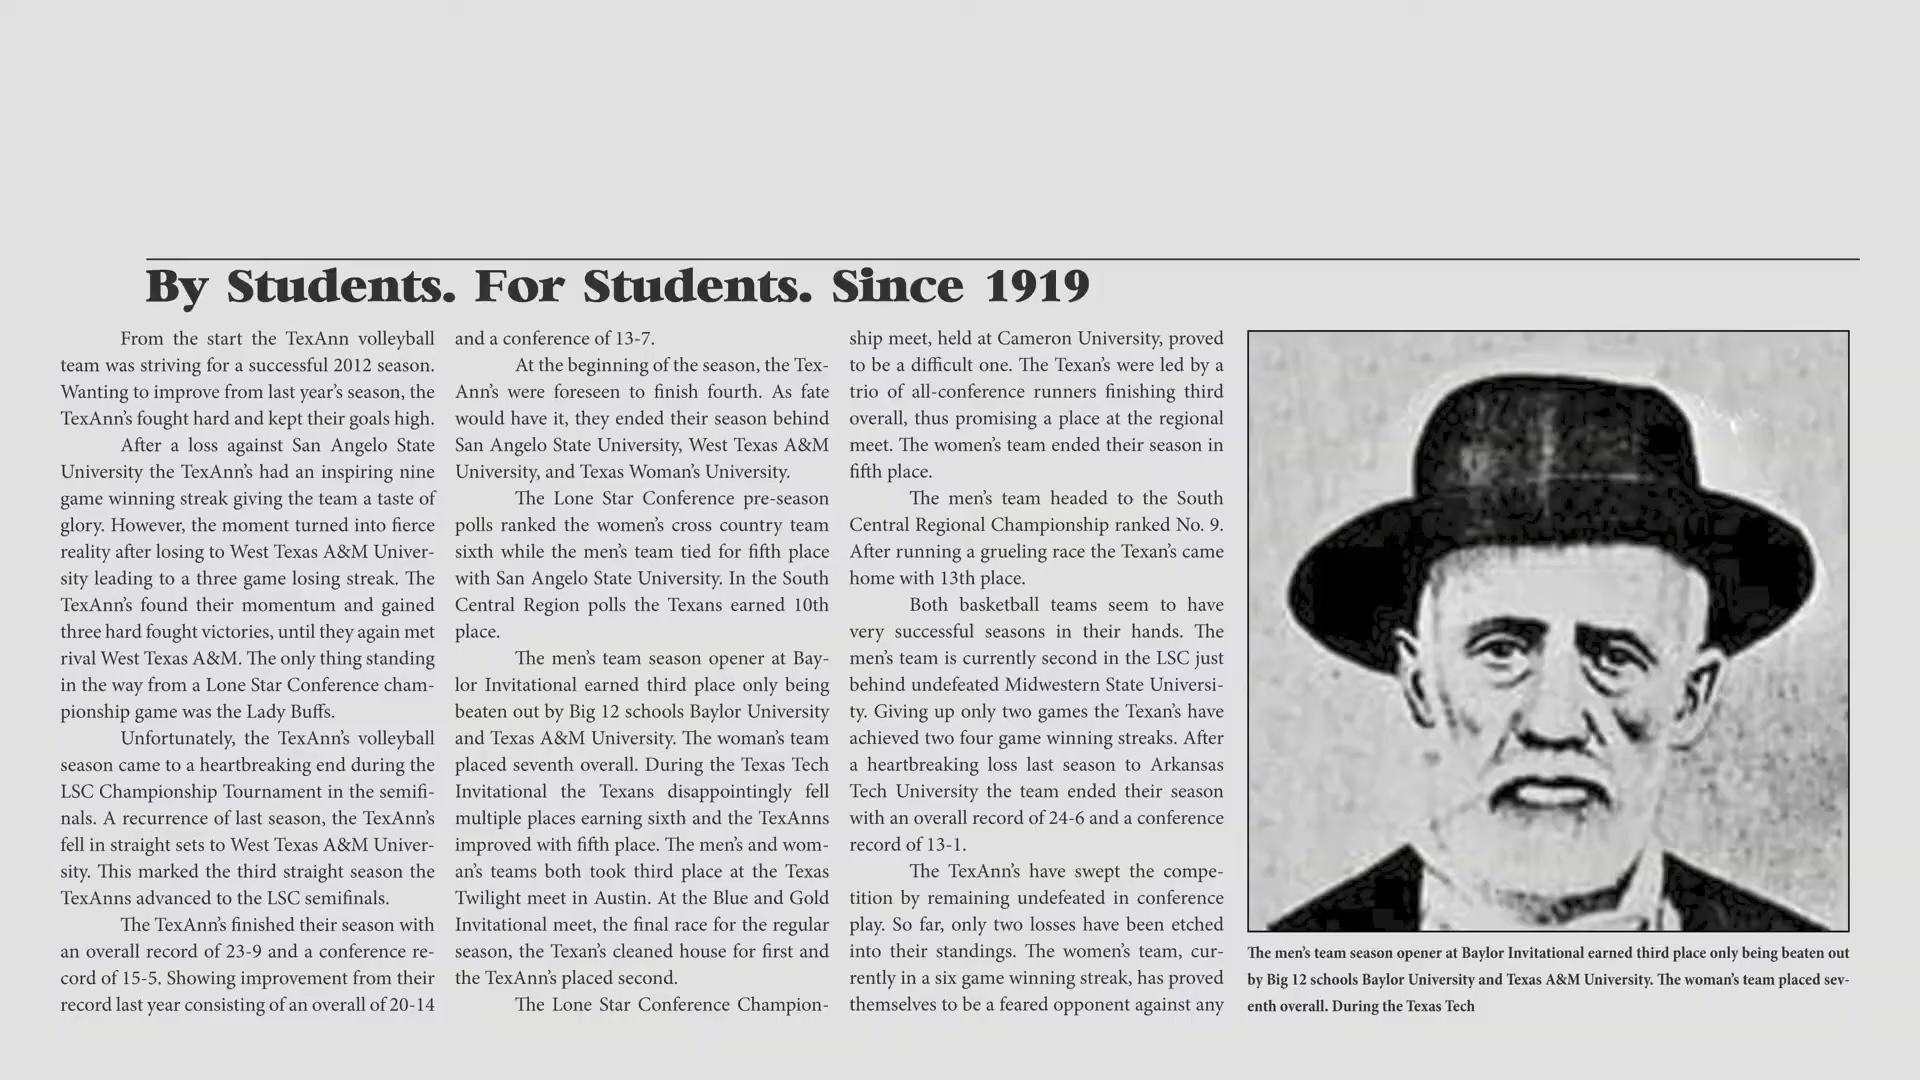 By Students. For Students. Since 1919
From the start the TexAnn volleyball
team was striving for a successful 2012 season.
Wanting to improve from last year's season, the
TexAnn's fought hard and kept their goals high.
After a loss against San Angelo State
University the TexAnn's had an inspiring nine
game winning streak giving the team a taste of
glory. However, the moment turned into fierce
reality after losing to West Texas A&M Univer-
sity leading to a three game losing streak. The
TexAnn's found their momentum and gained
three hard fought victories, until they again met
rival West Texas A&M. The only thing standing
in the way from a Lone Star Conference cham-
pionship game was the Lady Buffs.
Unfortunately, the TexAnn's volleyball
season came to a heartbreaking end during the
LSC Championship Tournament in the semifi-
nals. A recurrence of last season, the TexAnn's
fell in straight sets to West Texas A&M Univer-
sity. This marked the third straight season the
TexAnns advanced to the LSC semifinals.
The TexAnn's finished their season with
an overall record of 23-9 and a conference re-
cord of 15-5. Showing improvement from their
record last year consisting of an overall of 20-14
and a conference of 13-7.
At the beginning of the season, the Tex-
Ann's were foreseen to finish fourth. As fate
would have it, they ended their season behind
San Angelo State University, West Texas A&M
University, and Texas Woman's University.
The Lone Star Conference pre-season
polls ranked the women's cross country team
sixth while the men's team tied for fifth place
with San Angelo State University. In the South
Central Region polls the Texans earned 10th
place.
The men's team season opener at Bay-
lor Invitational earned third place only being
beaten out by Big 12 schools Baylor University
and Texas A&M University. The woman's team
placed seventh overall. During the Texas Tech
Invitational the Texans disappointingly fell
multiple places earning sixth and the TexAnns
improved with fifth place. The men's and wom-
an's teams both took third place at the Texas
Twilight meet in Austin. At the Blue and Gold
Invitational meet, the final race for the regular
season, the Texan's cleaned house for first and
the TexAnn's placed second.
The Lone Star Conference Champion-
ship meet, held at Cameron University, proved
to be a difficult one. The Texan's were led by a
trio of all-conference runners finishing third
overall, thus promising a place at the regional
meet. The women's team ended their season in
fifth place.
The men's team headed to the South
Central Regional Championship ranked No. 9.
After running a grueling race the Texan's came
home with 13th place.
Both basketball teams seem to have
very successful seasons in their hands. The
men's team is currently second in the LSC just
behind undefeated Midwestern State Universi-
ty. Giving up only two games the Texan's have
achieved two four game winning streaks. After
a heartbreaking loss last season to Arkansas
Tech University the team ended their season
with an overall record of 24-6 and a conference
record of 13-1.
The TexAnn's have swept the compe-
tition by remaining undefeated in conference
play. So far, only two losses have been etched
into their standings. The women's team, cur-
rently in a six game winning streak, has proved
themselves to be a feared opponent against any
The men's team season opener at Baylor Invitational earned third place only being beaten out
by Big 12 schools Baylor University and Texas A&M University. The woman's team placed sev-
enth overall. During the Texas Tech